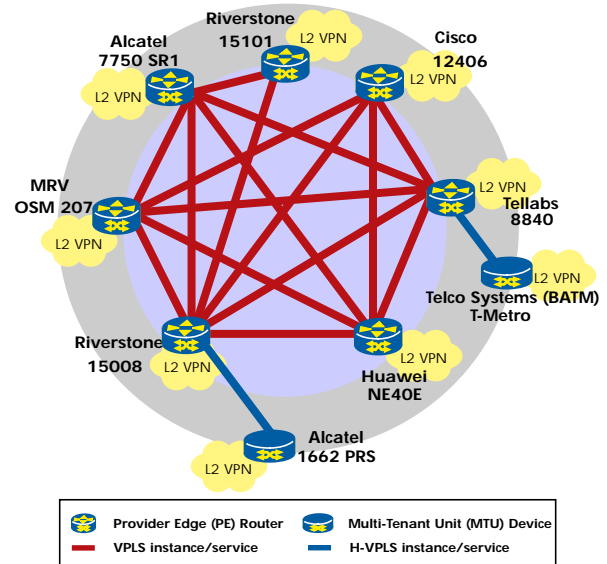 Riverstone
15101
L2 VPN
Alcatel
7750 SR1
L2 VPN
Cisco
12406
L2 VPN
MRV
OSM 207
L2 VPN
L2 VPN
Tellabs
8840
L2 VPN
Telco Systems (BATM)
T-Metro
Riverstone
15008
L2 VPN
L2 VPN
Huawei
NE40E
Alcatel
1662 PRS
L2 VPN
Provider Edge (PE) Router
Multi-Tenant Unit (MTU) Device
VPLS instance/service
H-VPLS instance/service